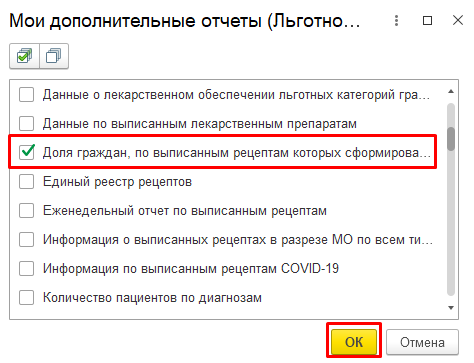 Мои дополнительные отчеты (Льготно...
Данные о лекарственном обеспечении льготных категорий гра...
Данные по выписанным лекарственным препаратам
Доля граждан, по выписанным рецептам которых сформирова...
Единый реестр рецептов
Еженедельный отчет по выписанным рецептам
Информация о выписанных рецептах в разрезе МО по всем ти...
Информация по выписанным рецептам COVID-19
Количество пациентов по диагнозам
ОК Отмена